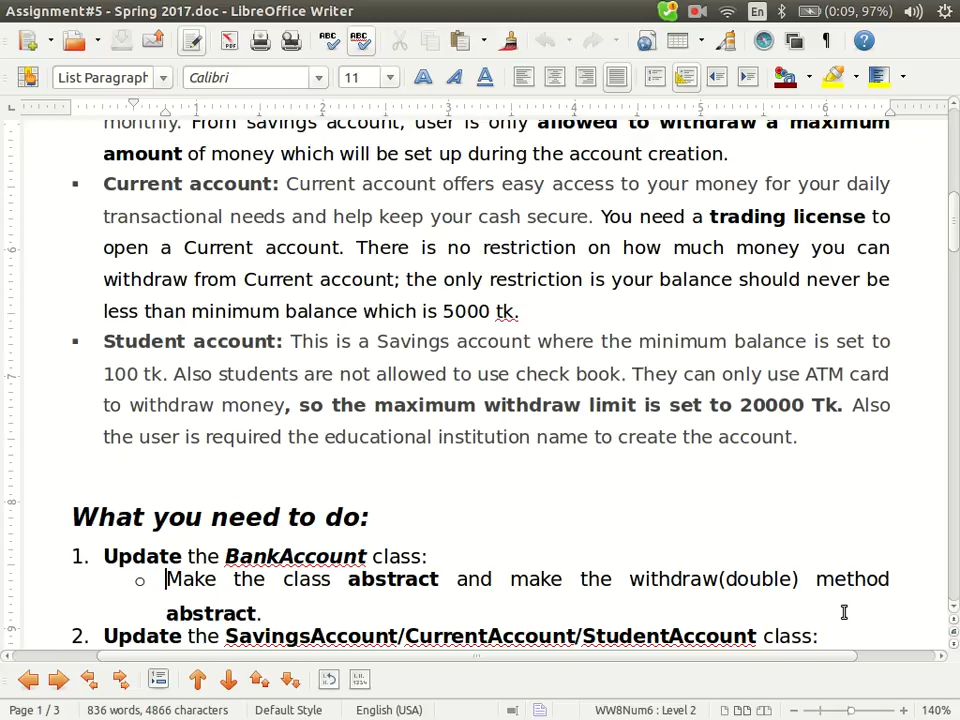 Assignment#5 - Spring 2017.doc - LibreOffice Writer
En
(0:09, 97%)
List Paragraph
Calibri
11
1 2 3 4 5 6
monthly. From savings account, user is only allowed to withdraw a maximum
amount of money which will be set up during the account creation.
▪ Current account: Current account offers easy access to your money for your daily
transactional needs and help keep your cash secure. You need a trading license to
open a Current account. There is no restriction on how much money you can
withdraw from Current account; the only restriction is your balance should never be
less than minimum balance which is 5000 tk.
▪ Student account: This is a Savings account where the minimum balance is set to
100 tk. Also students are not allowed to use check book. They can only use ATM card
to withdraw money, so the maximum withdraw limit is set to 20000 Tk. Also
the user is required the educational institution name to create the account.
What you need to do:
1. Update the BankAccount class:
o Make the class abstract and make the withdraw(double) method
abstract.
2. Update the SavingsAccount/CurrentAccount/StudentAccount class:
Page 1 / 3
836 words, 4866 characters
Default Style
English (USA)
WW8Num6 : Level 2
140%